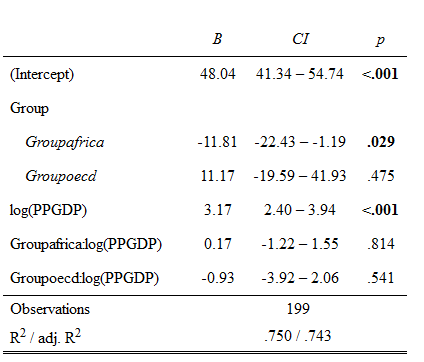 B CI p
(Intercept) 48.04 41.34 – 54.74 <.001
Group
Groupafrica -11.81 -22.43 – -1.19 .029
Groupoecd 11.17 -19.59 – 41.93 .475
log(PPGDP) 3.17 2.40 – 3.94 <.001
Groupafrica:log(PPGDP) 0.17 -1.22 – 1.55 .814
Groupoecd:log(PPGDP) -0.93 -3.92 – 2.06 .541
Observations 199
R2 / adj. R2 .750 / .743